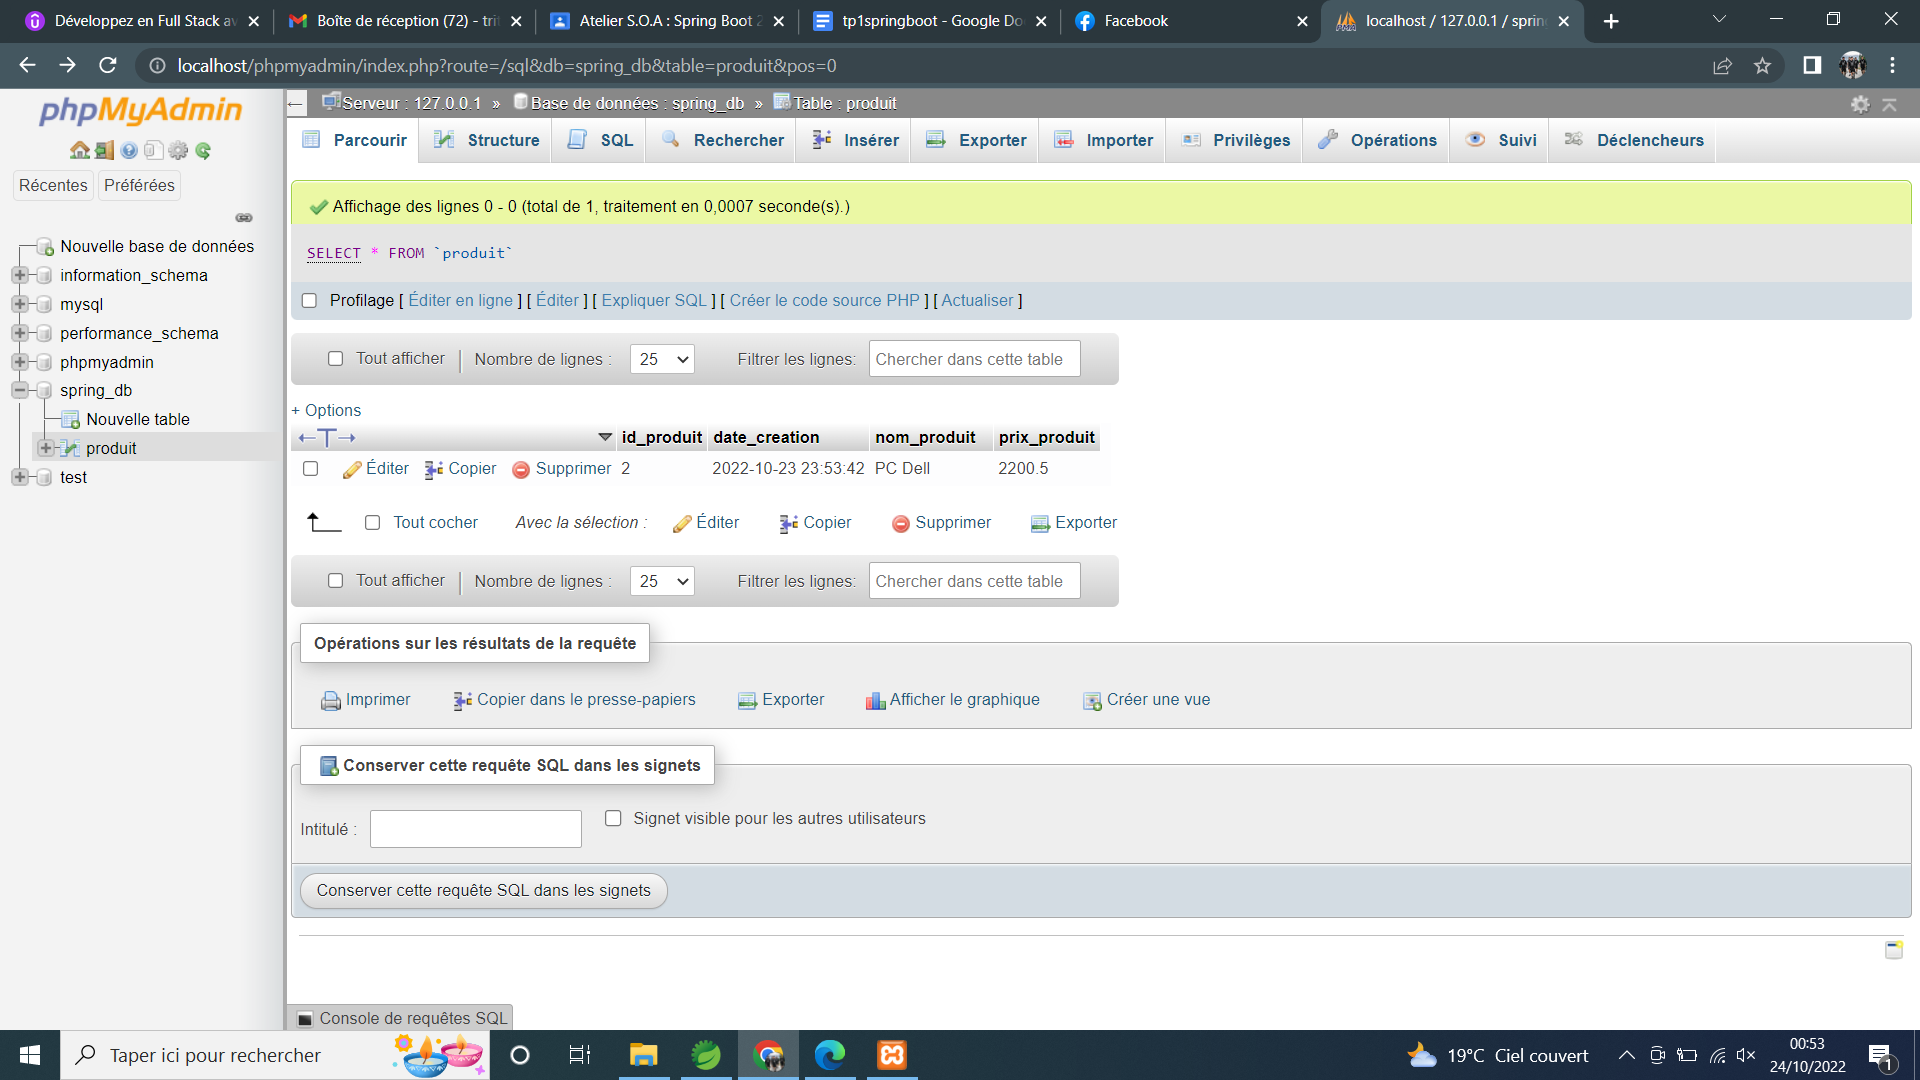 Développez en Full Stack av
Boîte de réception (72) - tri
Atelier S.O.A : Spring Boot 2
tp1springboot - Google Do
Facebook
localhost / 127.0.0.1 / sprin
localhost/phpmyadmin/index.php?route=/sql&db=spring_db&table=produit&pos=0
phpMyAdmin
Récentes Préférées
Nouvelle base de données
information_schema
mysql
performance_schema
phpmyadmin
spring_db
Nouvelle table
produit
test
Serveur : 127.0.0.1 » Base de données : spring_db » Table : produit
Parcourir Structure SQL Rechercher Insérer Exporter Importer Privilèges Opérations Suivi Déclencheurs
Affichage des lignes 0 - 0 (total de 1, traitement en 0,0007 seconde(s).)
SELECT * FROM `produit`
Profilage [ Éditer en ligne ] [ Éditer ] [ Expliquer SQL ] [ Créer le code source PHP ] [ Actualiser ]
Tout afficher | Nombre de lignes : 25 Filtrer les lignes: Chercher dans cette table
+ Options
←T→ id_produit date_creation nom_produit prix_produit
Éditer Copier Supprimer 2 2022-10-23 23:53:42 PC Dell 2200.5
Tout cocher Avec la sélection : Éditer Copier Supprimer Exporter
Tout afficher | Nombre de lignes : 25 Filtrer les lignes: Chercher dans cette table
Opérations sur les résultats de la requête
Imprimer Copier dans le presse-papiers Exporter Afficher le graphique Créer une vue
Conserver cette requête SQL dans les signets
Intitulé : Signet visible pour les autres utilisateurs
Conserver cette requête SQL dans les signets
Console de requêtes SQL
Taper ici pour rechercher
19°C Ciel couvert
00:53
24/10/2022
1